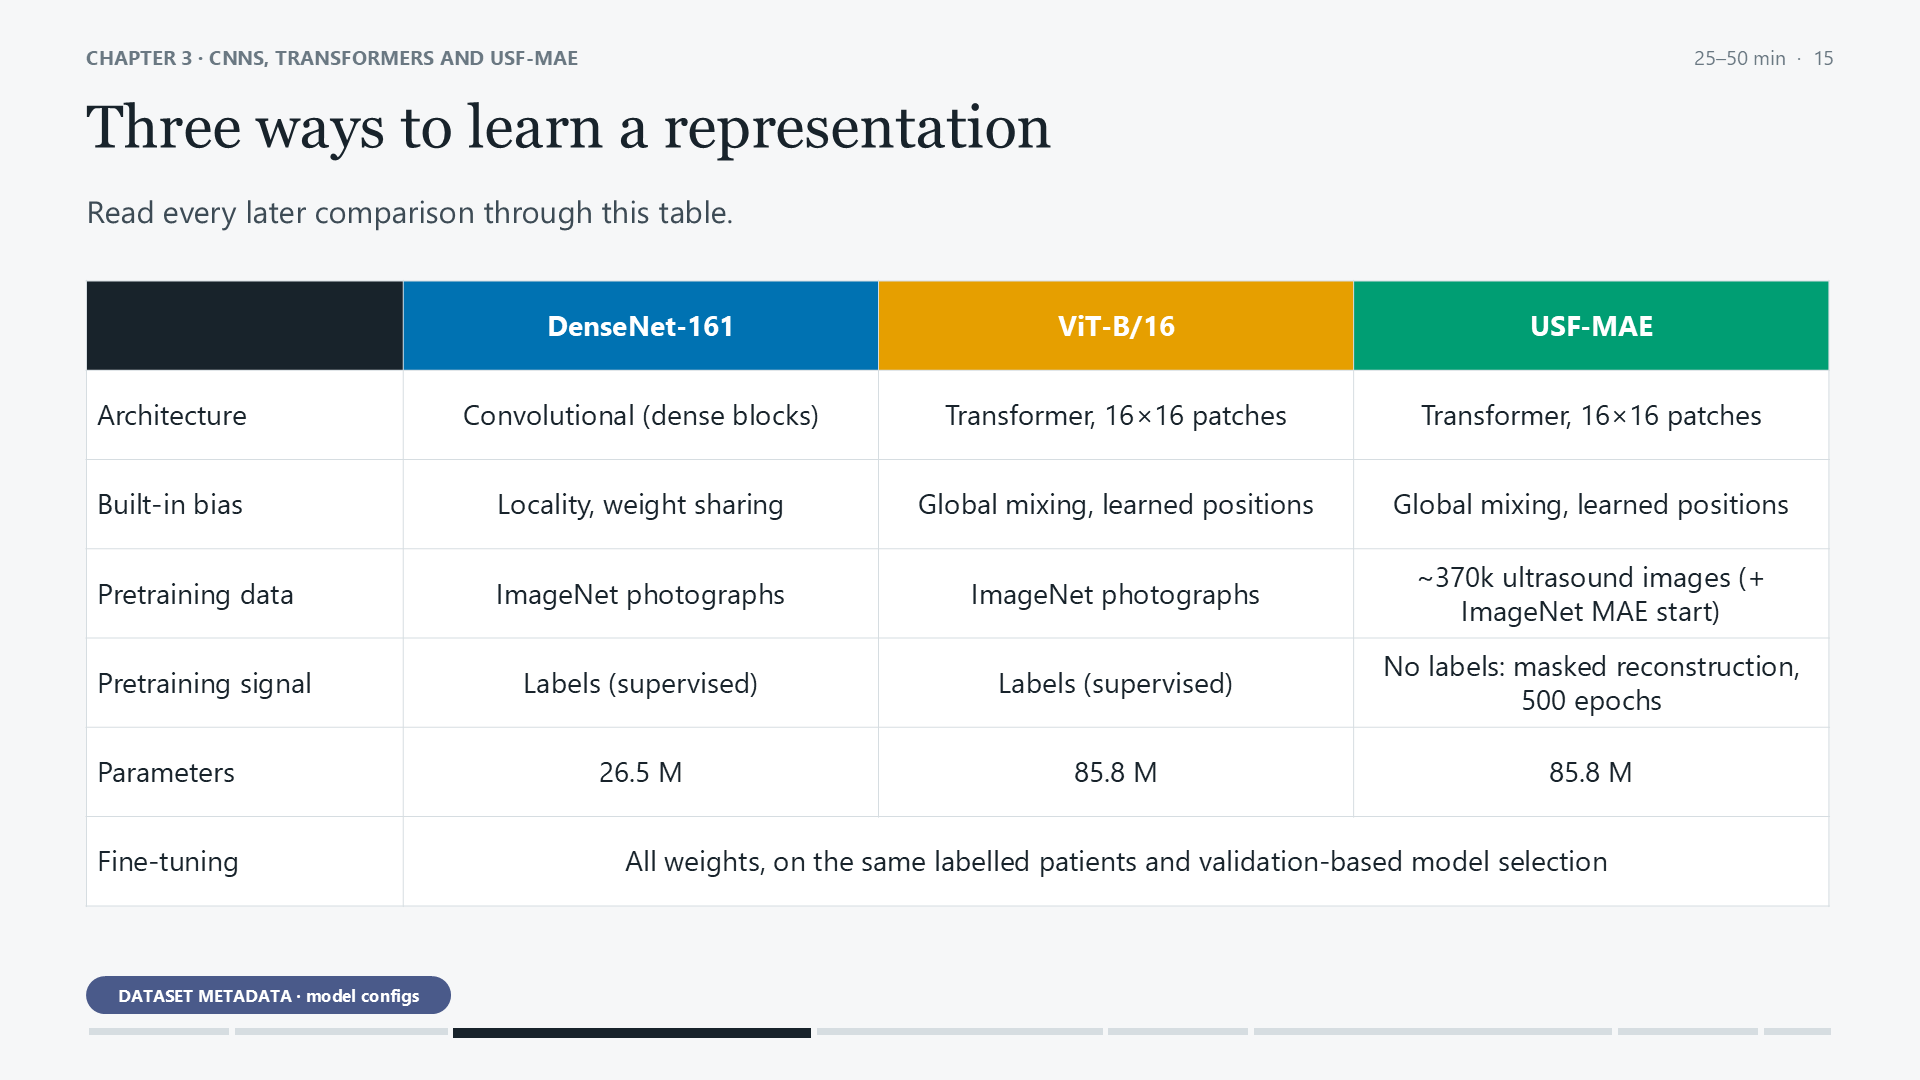 CHAPTER 3 · CNNS, TRANSFORMERS AND USF-MAE
25–50 min · 15
Three ways to learn a representation
Read every later comparison through this table.
DenseNet-161
ViT-B/16
USF-MAE
Architecture
Convolutional (dense blocks)
Transformer, 16×16 patches
Transformer, 16×16 patches
Built-in bias
Locality, weight sharing
Global mixing, learned positions
Global mixing, learned positions
Pretraining data
ImageNet photographs
ImageNet photographs
~370k ultrasound images (+
ImageNet MAE start)
Pretraining signal
Labels (supervised)
Labels (supervised)
No labels: masked reconstruction,
500 epochs
Parameters
26.5 M
85.8 M
85.8 M
Fine-tuning
All weights, on the same labelled patients and validation-based model selection
DATASET METADATA · model configs